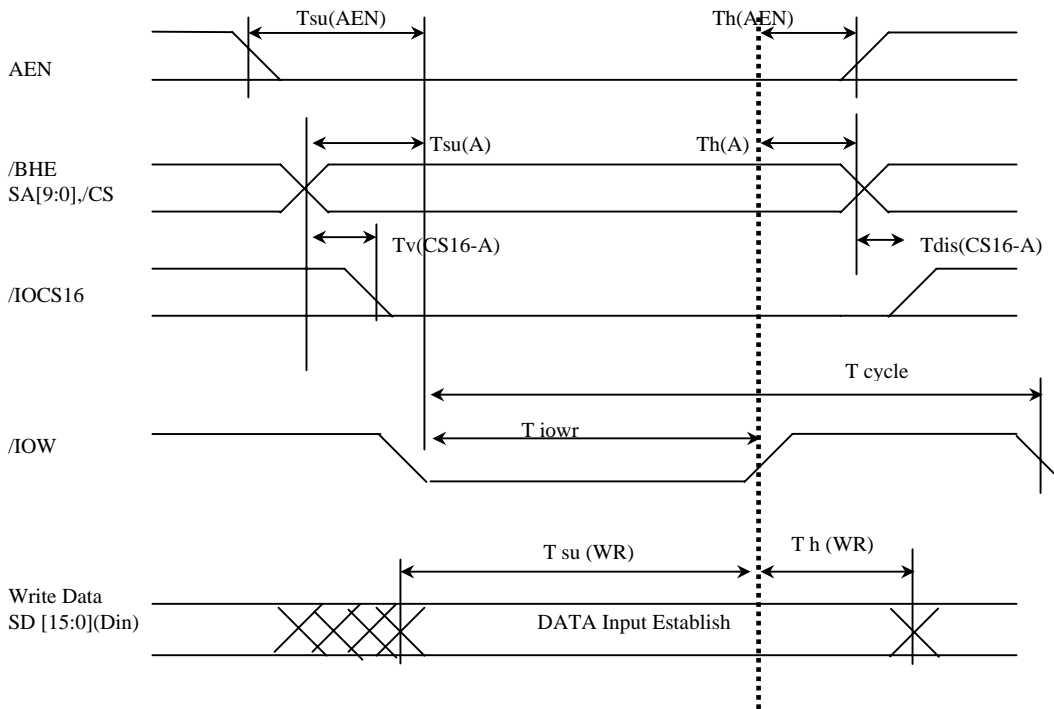 Tsu(AEN)
Th(AEN)
AEN
Tsu(A)
Th(A)
/BHE
SA[9:0],/CS
Tv(CS16-A)
Tdis(CS16-A)
/IOCS16
T cycle
T iowr
/IOW
T su (WR)
T h (WR)
Write Data
SD [15:0](Din)
DATA Input Establish